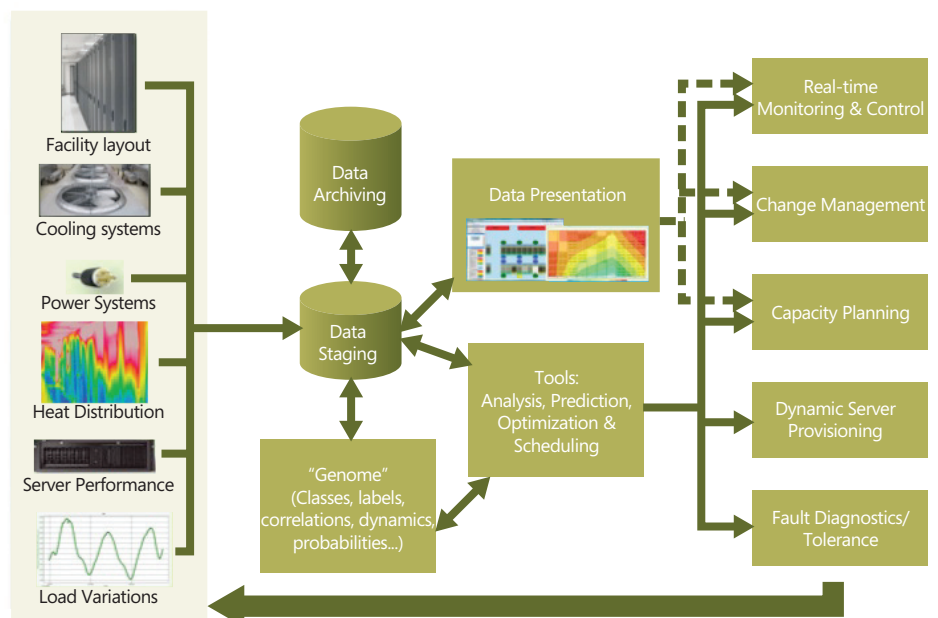 Facility layout
Cooling systems
Power Systems
Heat Distribution
Server Performance
Load Variations
Data
Archiving
Data
Staging
"Genome"
(Classes, labels,
correlations, dynamics,
probabilities...)
Data Presentation
Tools:
Analysis, Prediction,
Optimization &
Scheduling
Real-time
Monitoring & Control
Change Management
Capacity Planning
Dynamic Server
Provisioning
Fault Diagnostics/
Tolerance